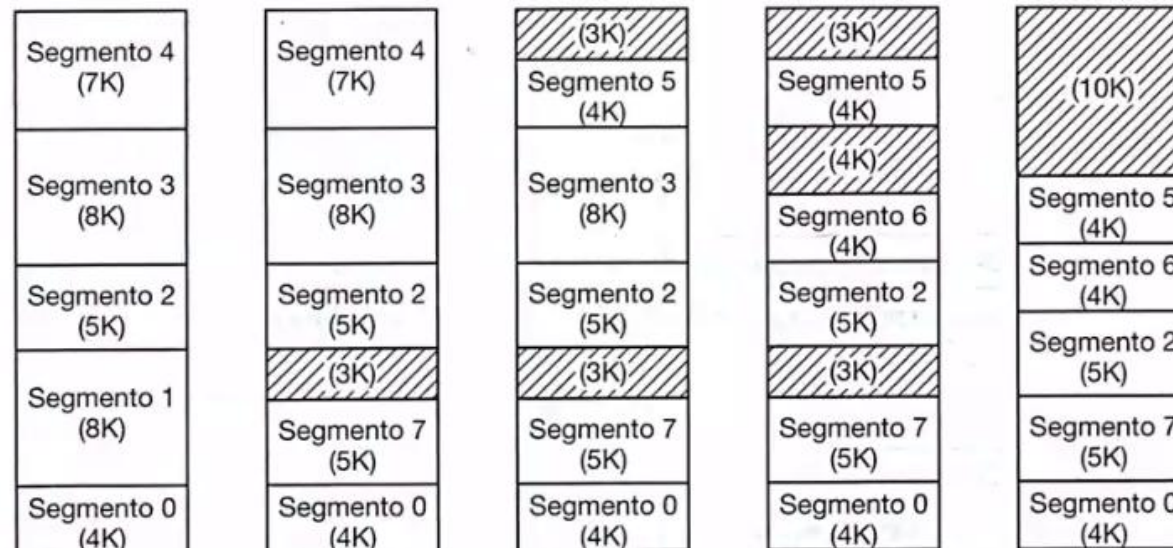 Segmento 4
(7K)
Segmento 3
(8K)
Segmento 2
(5K)
Segmento 1
(8K)
Segmento 0
(4K)
Segmento 4
(7K)
Segmento 3
(8K)
Segmento 2
(5K)
(3K)
Segmento 7
(5K)
Segmento 0
(4K)
(3K)
Segmento 5
(4K)
Segmento 3
(8K)
Segmento 2
(5K)
(3K)
Segmento 7
(5K)
Segmento 0
(4K)
(3K)
Segmento 5
(4K)
(4K)
Segmento 6
(4K)
Segmento 2
(5K)
(3K)
Segmento 7
(5K)
Segmento 0
(4K)
(10K)
Segmento 5
(4K)
Segmento 6
(4K)
Segmento 2
(5K)
Segmento 7
(5K)
Segmento 0
(4K)